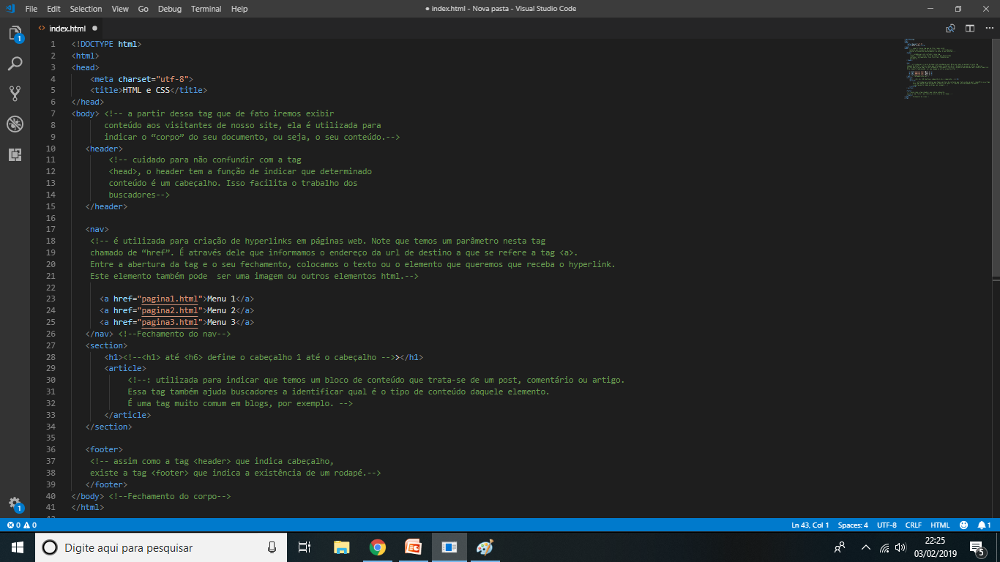 File Edit Selection View Go Debug Terminal Help
● index.html - Nova pasta - Visual Studio Code
index.html
1 <!DOCTYPE html>
2 <html>
3 <head>
4 <meta charset="utf-8">
5 <title>HTML e CSS</title>
6 </head>
7 <body> <!-- a partir dessa tag que de fato iremos exibir
8 conteúdo aos visitantes de nosso site, ela é utilizada para
9 indicar o “corpo” do seu documento, ou seja, o seu conteúdo.-->
10 <header>
11 <!-- cuidado para não confundir com a tag
12 <head>, o header tem a função de indicar que determinado
13 conteúdo é um cabeçalho. Isso facilita o trabalho dos
14 buscadores-->
15 </header>
16
17 <nav>
18 <!-- é utilizada para criação de hyperlinks em páginas web. Note que temos um parâmetro nesta tag
19 chamado de “href”. É através dele que informamos o endereço da url de destino a que se refere a tag <a>.
20 Entre a abertura da tag e o seu fechamento, colocamos o texto ou o elemento que queremos que receba o hyperlink.
21 Este elemento também pode  ser uma imagem ou outros elementos html.-->
22
23 <a href="pagina1.html">Menu 1</a>
24 <a href="pagina2.html">Menu 2</a>
25 <a href="pagina3.html">Menu 3</a>
26 </nav> <!--Fechamento do nav-->
27 <section>
28 <h1><!--<h1> até <h6> define o cabeçalho 1 até o cabeçalho -->></h1>
29 <article>
30 <!--: utilizada para indicar que temos um bloco de conteúdo que trata-se de um post, comentário ou artigo.
31 Essa tag também ajuda buscadores a identificar qual é o tipo de conteúdo daquele elemento.
32 É uma tag muito comum em blogs, por exemplo. -->
33 </article>
34 </section>
35
36 <footer>
37 <!-- assim como a tag <header> que indica cabeçalho,
38 existe a tag <footer> que indica a existência de um rodapé.-->
39 </footer>
40 </body> <!--Fechamento do corpo-->
41 </html>
1
1
0 0 Ln 43, Col 1 Spaces: 4 UTF-8 CRLF HTML 1
Digite aqui para pesquisar
22:25
03/02/2019
5